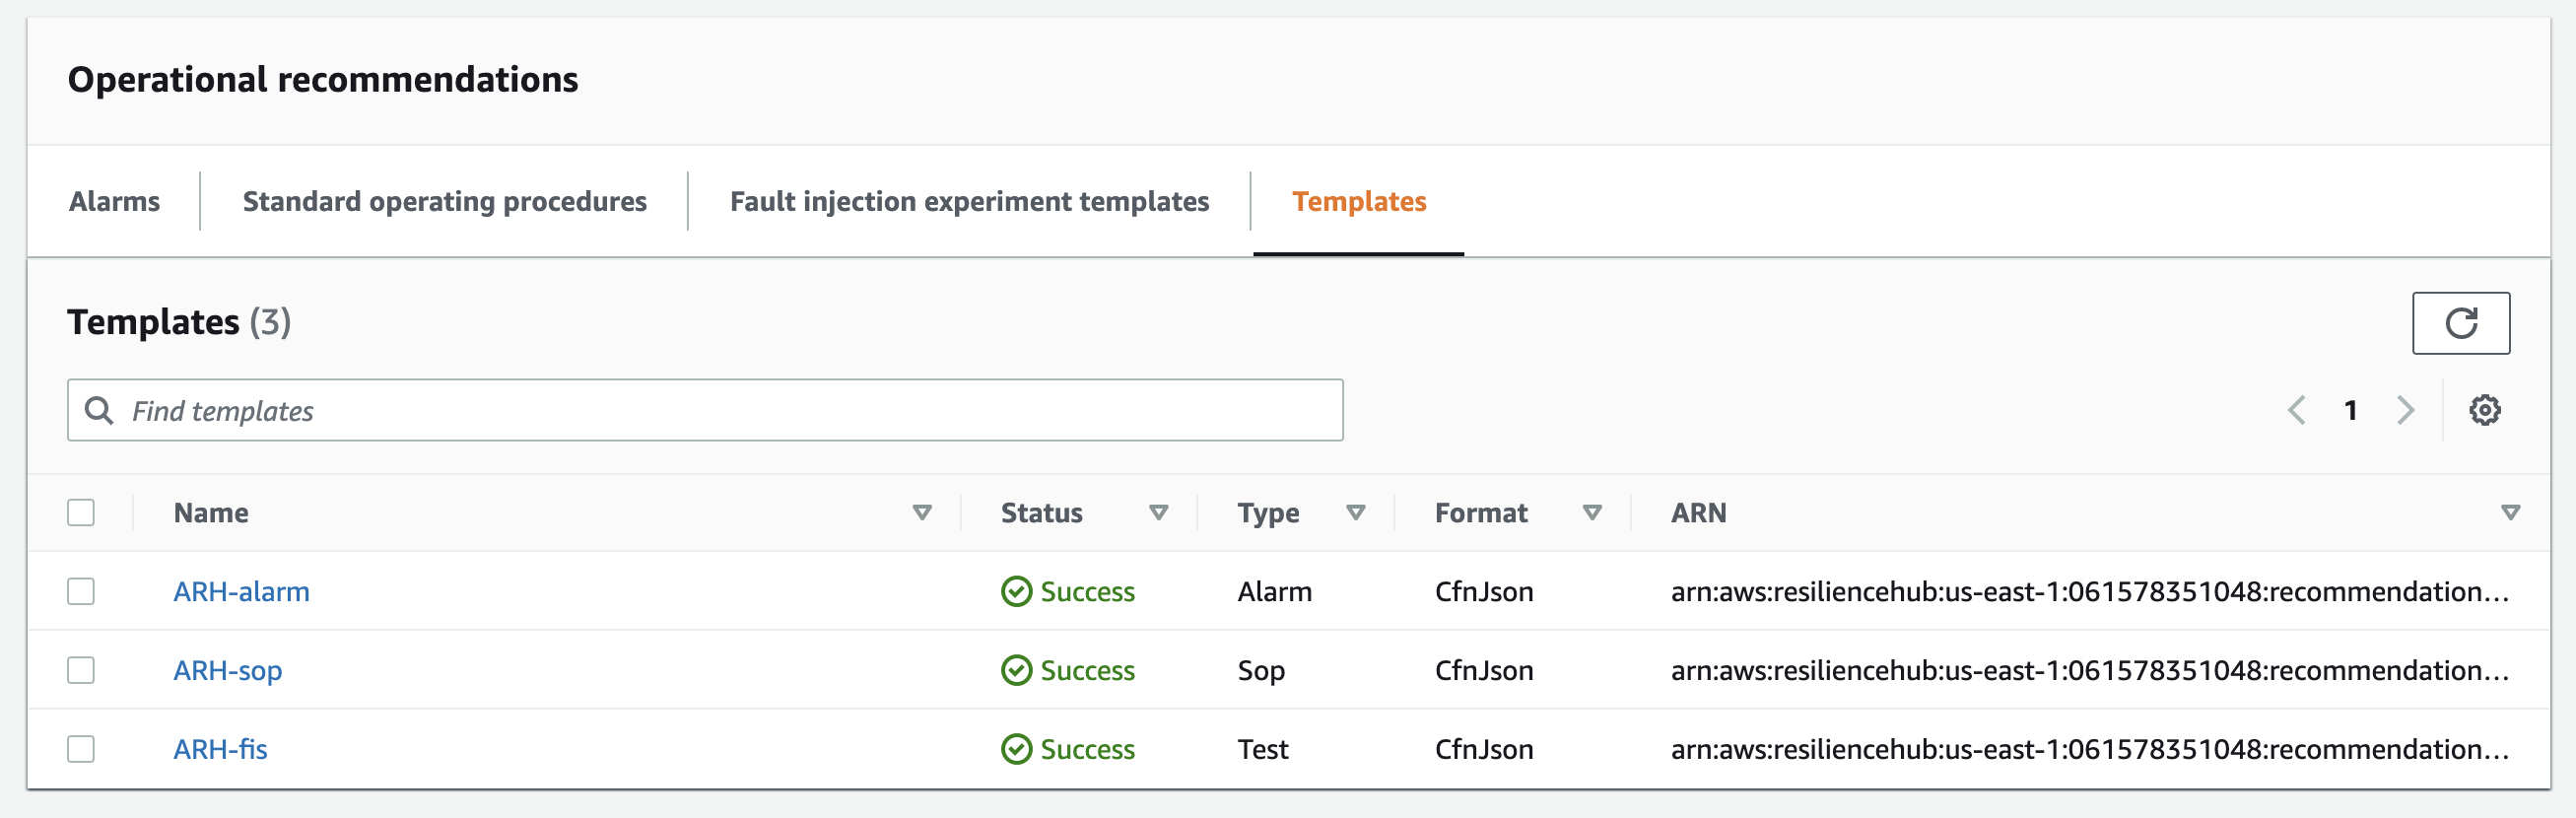 Operational recommendations
Alarms Standard operating procedures Fault injection experiment templates Templates
Templates (3)
Find templates 1
Name Status Type Format ARN
ARH-alarm Success Alarm CfnJson arn:aws:resiliencehub:us-east-1:061578351048:recommendation...
ARH-sop Success Sop CfnJson arn:aws:resiliencehub:us-east-1:061578351048:recommendation...
ARH-fis Success Test CfnJson arn:aws:resiliencehub:us-east-1:061578351048:recommendation...